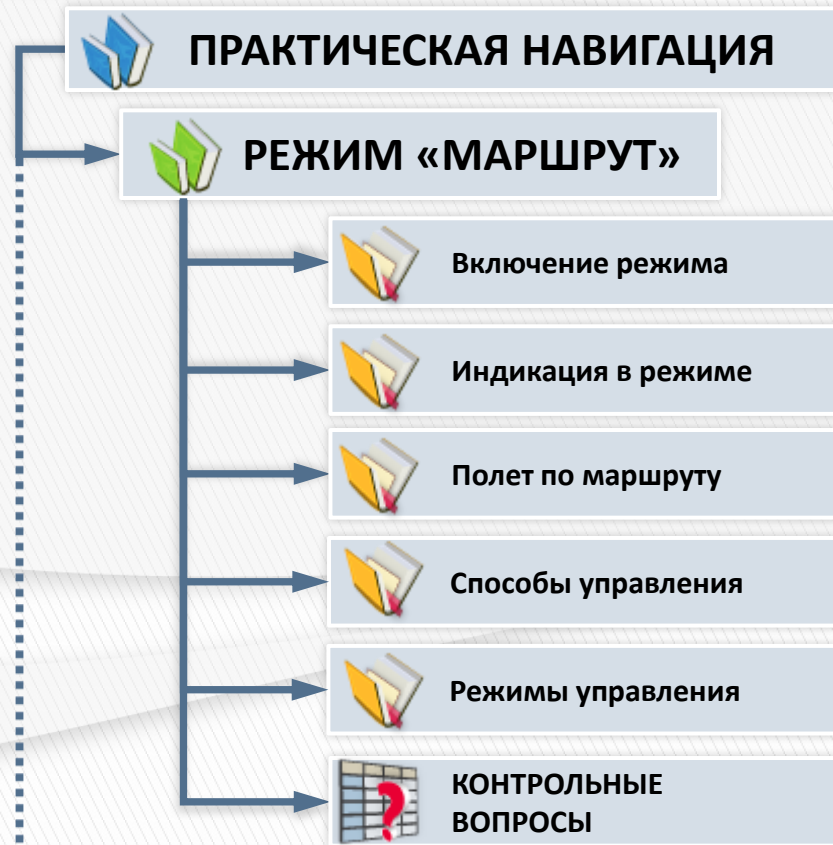 ПРАКТИЧЕСКАЯ НАВИГАЦИЯ
РЕЖИМ «МАРШРУТ»
Включение режима
Индикация в режиме
Полет по маршруту
Способы управления
Режимы управления
КОНТРОЛЬНЫЕ
ВОПРОСЫ